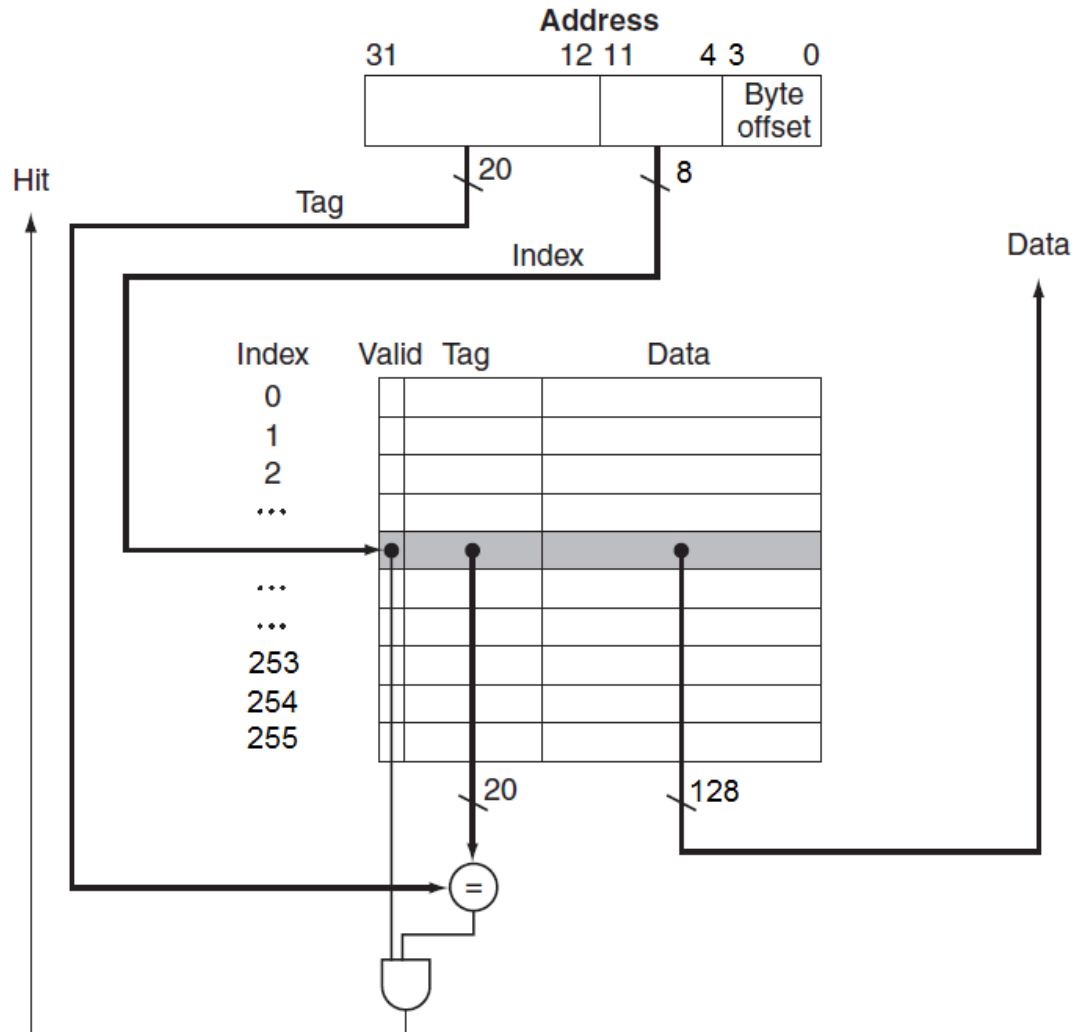 Address
31 12 11 4 3 0
Byte
offset
20 8
Hit
Tag
Index
Data
Index Valid Tag Data
0
1
2
...
...
...
253
254
255
20 128
=